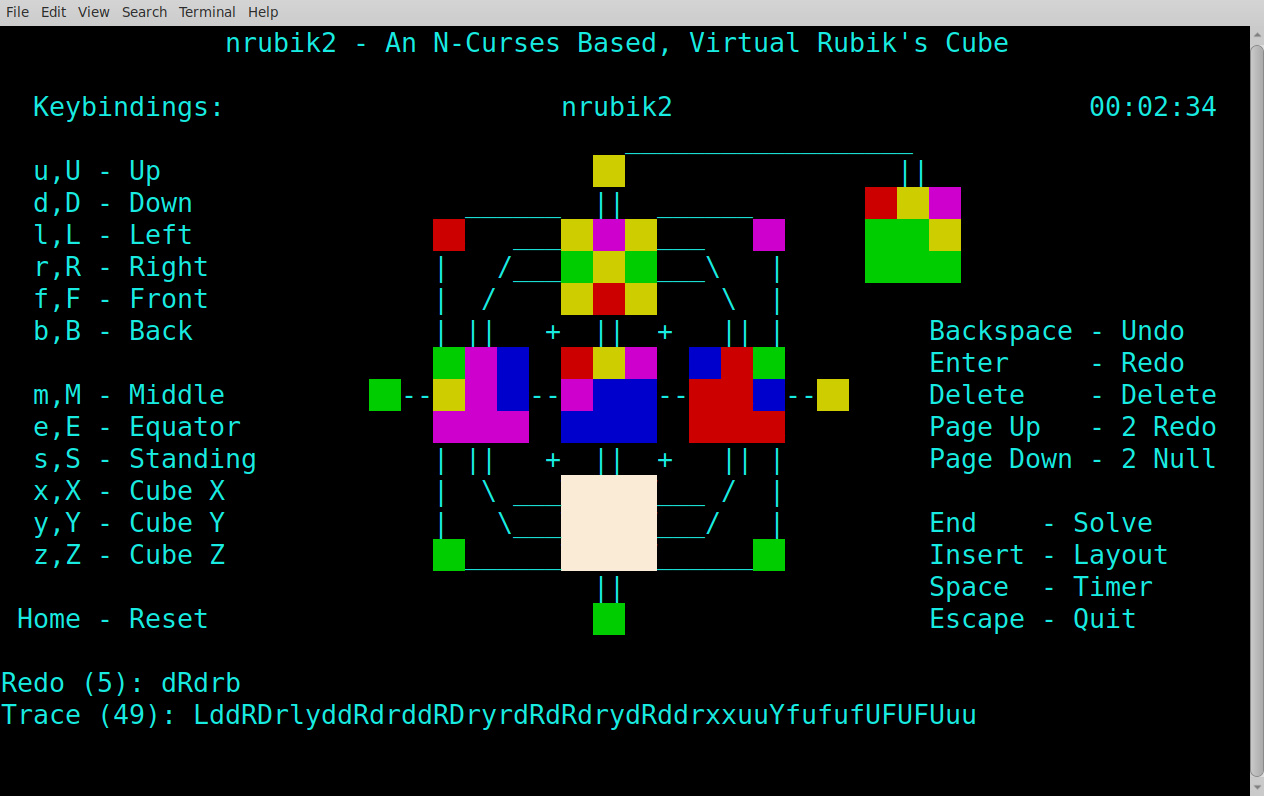 File Edit View Search Terminal Help
nrubik2 - An N-Curses Based, Virtual Rubik's Cube
Keybindings: nrubik2 00:02:34
u,U - Up
d,D - Down
l,L - Left
r,R - Right
f,F - Front
b,B - Back Backspace - Undo
Enter - Redo
m,M - Middle Delete - Delete
e,E - Equator Page Up - 2 Redo
s,S - Standing Page Down - 2 Null
x,X - Cube X
y,Y - Cube Y End - Solve
z,Z - Cube Z Insert - Layout
Space - Timer
Home - Reset Escape - Quit
Redo (5): dRdrb
Trace (49): LddRDrlyddRdrddRDryrdRdRdrydRddrxxuuYfufufUFUFUuu